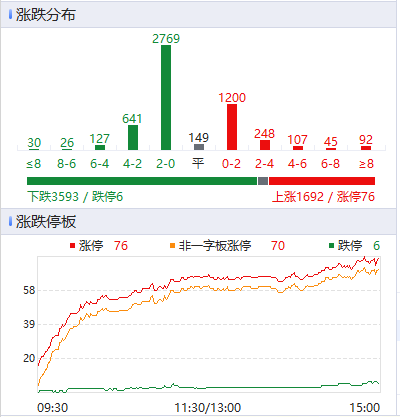 涨跌分布
30 26 127 641 2769 149 1200 248 107 45 92
≤8 8-6 6-4 4-2 2-0 平 0-2 2-4 4-6 6-8 ≥8
下跌3593 / 跌停6 上涨1692 / 涨停76
涨跌停板
涨停 76 非一字板涨停 70 跌停 6
58
39
20
09:30 11:30/13:00 15:00